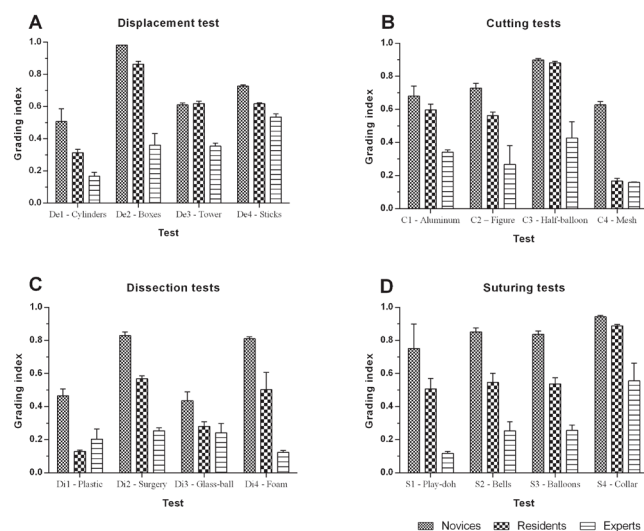 A
Displacement test
Grading index
1.0
0.8
0.6
0.4
0.2
0.0
De1 - Cylinders De2 - Boxes De3 - Tower De4 - Sticks
Test
B
Cutting tests
Grading index
1.0
0.8
0.6
0.4
0.2
0.0
C1 - Aluminum C2 – Figure C3 - Half-balloon C4 - Mesh
Test
C
Dissection tests
Grading index
1.0
0.8
0.6
0.4
0.2
0.0
Di1 - Plastic Di2 - Surgery Di3 - Glass-ball Di4 - Foam
Test
D
Suturing tests
Grading index
1.0
0.8
0.6
0.4
0.2
0.0
S1 - Play-doh S2 - Bells S3 - Balloons S4 - Collar
Test
Novices Residents Experts